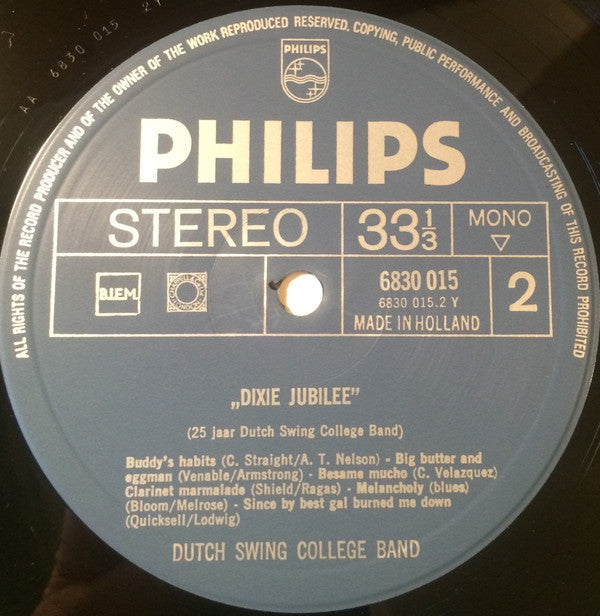 AA 6830 015 2Y
ALL RIGHTS OF THE RECORD PRODUCER AND OF THE OWNER OF THE WORK REPRODUCED RESERVED. COPYING, PUBLIC PERFORMANCE AND BROADCASTING OF THIS RECORD PROHIBITED
PHILIPS
PHILIPS
STEREO
33 1/3
MONO
B.I.E.M.
6830 015
6830 015.2 Y
MADE IN HOLLAND
2
„DIXIE JUBILEE”
(25 jaar Dutch Swing College Band)
Buddy's habits (C. Straight/A. T. Nelson) - Big butter and
eggman (Venable/Armstrong) - Besame mucho (C. Velazquez)
Clarinet marmalade (Shield/Ragas) - Melancholy (blues)
(Bloom/Melrose) - Since by best gal burned me down
(Quicksell/Lodwig)
DUTCH SWING COLLEGE BAND